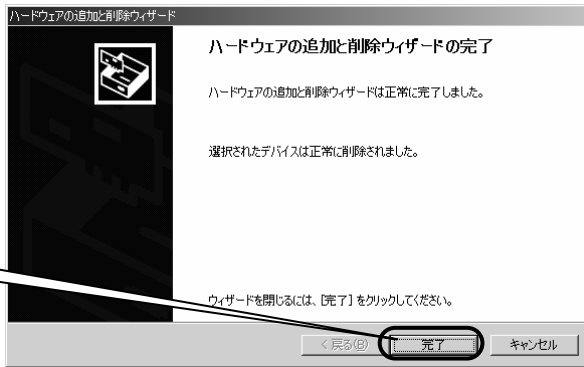 ハードウェアの追加と削除ウィザード
ハードウェアの追加と削除ウィザードの完了
ハードウェアの追加と削除ウィザードは正常に完了しました。
選択されたデバイスは正常に削除されました。
ウィザードを閉じるには、[完了] をクリックしてください。
< 戻る(B)
完了
キャンセル